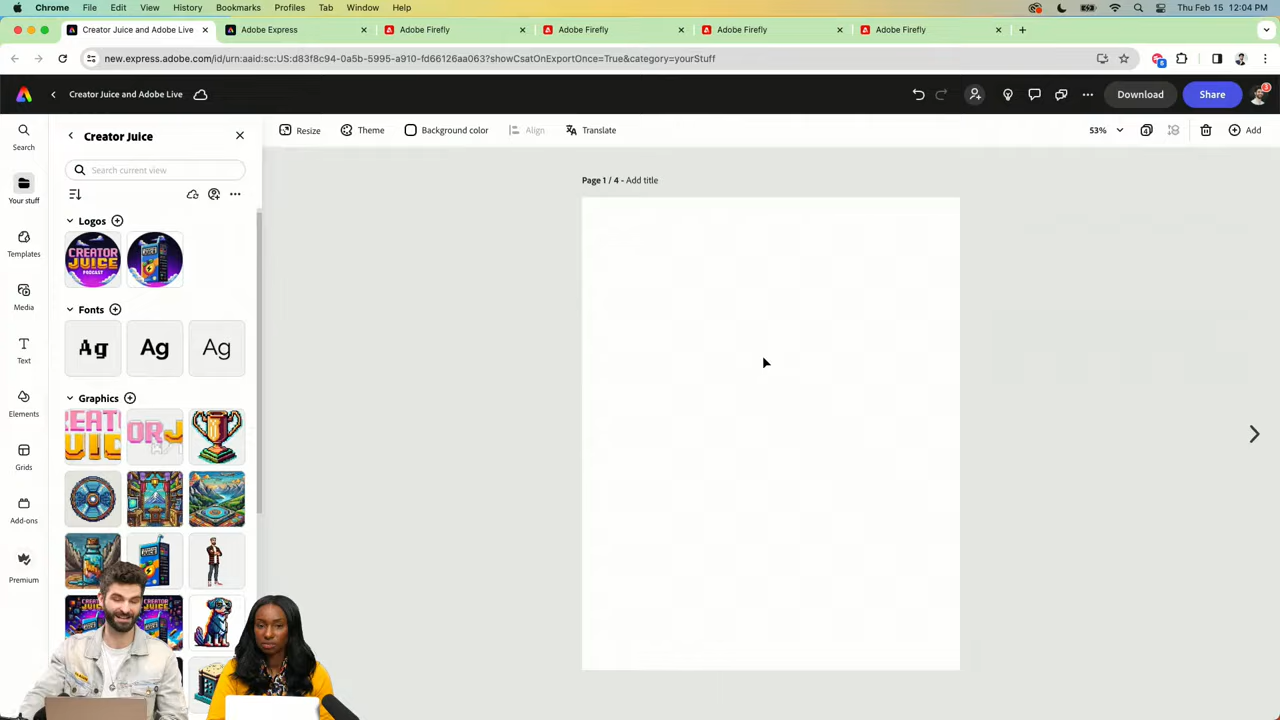 Chrome File Edit View History Bookmarks Profiles Tab Window Help Thu Feb 15 12:04 PM
Creator Juice and Adobe Live Adobe Express Adobe Firefly Adobe Firefly Adobe Firefly Adobe Firefly
new.express.adobe.com/id/urn:aaid:sc:US:d83f8c94-0a5b-5995-a910-fd66126aa063?showCsatOnExportOnce=True&category=yourStuff
Creator Juice and Adobe Live Download Share
Creator Juice Resize Theme Background color Align Translate 53% 4 Add
Search
Search current view
Your stuff
Page 1 / 4 - Add title
Logos
CREATOR
JUICE
PODCAST
Templates
Media
Fonts
Ag Ag Ag
Text
Elements
Graphics
Grids
Add-ons
Premium